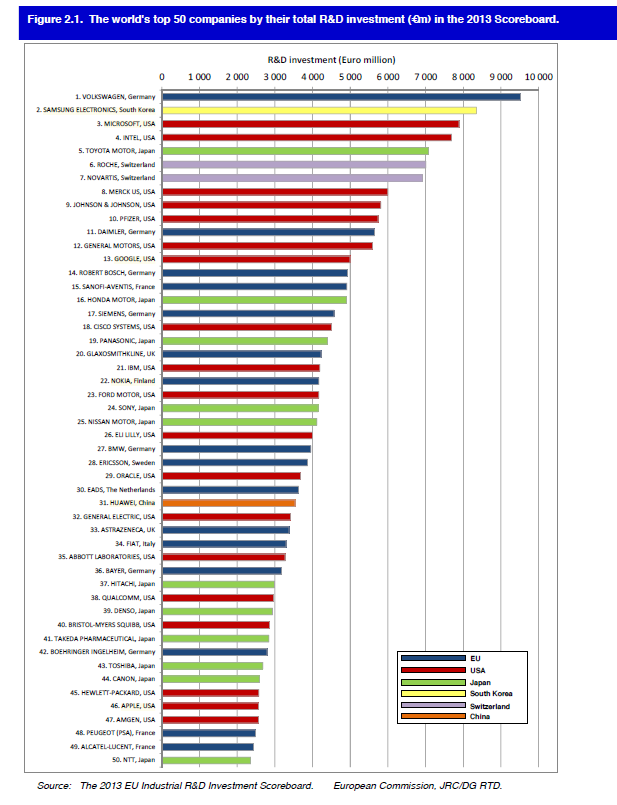 Figure 2.1. The world's top 50 companies by their total R&D investment (€m) in the 2013 Scoreboard.
R&D investment (Euro million)
0 1 000 2 000 3 000 4 000 5 000 6 000 7 000 8 000 9 000 10 000
1. VOLKSWAGEN, Germany
2. SAMSUNG ELECTRONICS, South Korea
3. MICROSOFT, USA
4. INTEL, USA
5. TOYOTA MOTOR, Japan
6. ROCHE, Switzerland
7. NOVARTIS, Switzerland
8. MERCK US, USA
9. JOHNSON & JOHNSON, USA
10. PFIZER, USA
11. DAIMLER, Germany
12. GENERAL MOTORS, USA
13. GOOGLE, USA
14. ROBERT BOSCH, Germany
15. SANOFI-AVENTIS, France
16. HONDA MOTOR, Japan
17. SIEMENS, Germany
18. CISCO SYSTEMS, USA
19. PANASONIC, Japan
20. GLAXOSMITHKLINE, UK
21. IBM, USA
22. NOKIA, Finland
23. FORD MOTOR, USA
24. SONY, Japan
25. NISSAN MOTOR, Japan
26. ELI LILLY, USA
27. BMW, Germany
28. ERICSSON, Sweden
29. ORACLE, USA
30. EADS, The Netherlands
31. HUAWEI, China
32. GENERAL ELECTRIC, USA
33. ASTRAZENECA, UK
34. FIAT, Italy
35. ABBOTT LABORATORIES, USA
36. BAYER, Germany
37. HITACHI, Japan
38. QUALCOMM, USA
39. DENSO, Japan
40. BRISTOL-MYERS SQUIBB, USA
41. TAKEDA PHARMACEUTICAL, Japan
42. BOEHRINGER INGELHEIM, Germany
43. TOSHIBA, Japan
44. CANON, Japan
45. HEWLETT-PACKARD, USA
46. APPLE, USA
47. AMGEN, USA
48. PEUGEOT (PSA), France
49. ALCATEL-LUCENT, France
50. NTT, Japan
EU
USA
Japan
South Korea
Switzerland
China
Source: The 2013 EU Industrial R&D Investment Scoreboard. European Commission, JRC/DG RTD.